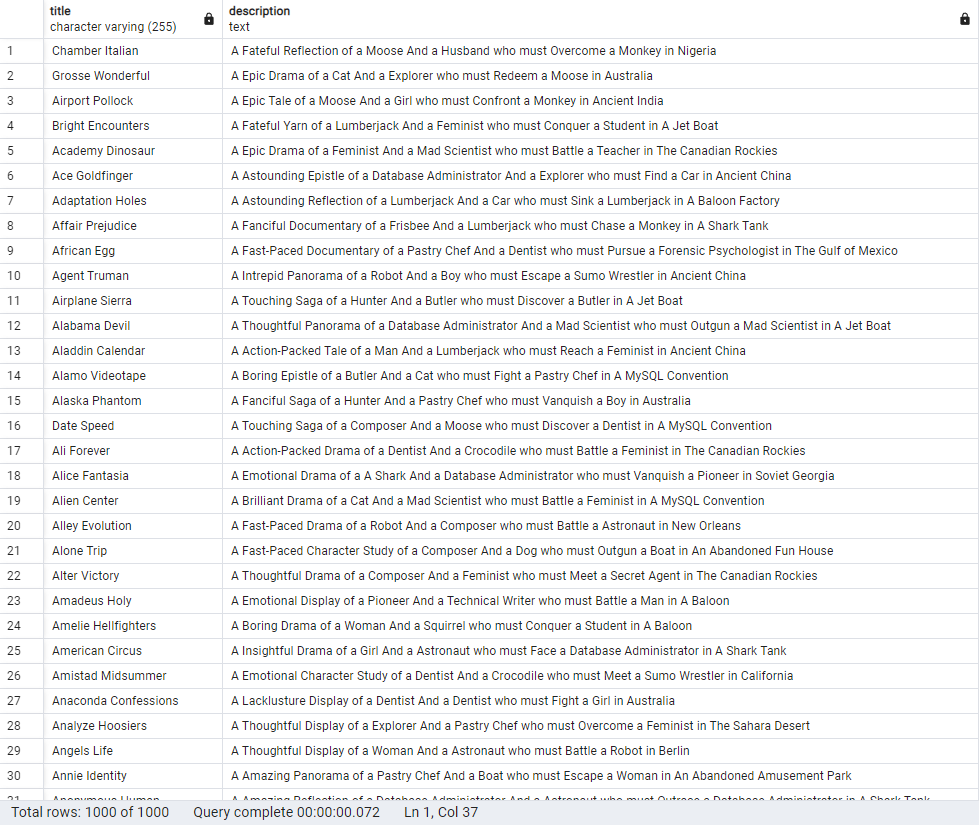 title description
character varying (255) text
1 Chamber Italian A Fateful Reflection of a Moose And a Husband who must Overcome a Monkey in Nigeria
2 Grosse Wonderful A Epic Drama of a Cat And a Explorer who must Redeem a Moose in Australia
3 Airport Pollock A Epic Tale of a Moose And a Girl who must Confront a Monkey in Ancient India
4 Bright Encounters A Fateful Yarn of a Lumberjack And a Feminist who must Conquer a Student in A Jet Boat
5 Academy Dinosaur A Epic Drama of a Feminist And a Mad Scientist who must Battle a Teacher in The Canadian Rockies
6 Ace Goldfinger A Astounding Epistle of a Database Administrator And a Explorer who must Find a Car in Ancient China
7 Adaptation Holes A Astounding Reflection of a Lumberjack And a Car who must Sink a Lumberjack in A Baloon Factory
8 Affair Prejudice A Fanciful Documentary of a Frisbee And a Lumberjack who must Chase a Monkey in A Shark Tank
9 African Egg A Fast-Paced Documentary of a Pastry Chef And a Dentist who must Pursue a Forensic Psychologist in The Gulf of Mexico
10 Agent Truman A Intrepid Panorama of a Robot And a Boy who must Escape a Sumo Wrestler in Ancient China
11 Airplane Sierra A Touching Saga of a Hunter And a Butler who must Discover a Butler in A Jet Boat
12 Alabama Devil A Thoughtful Panorama of a Database Administrator And a Mad Scientist who must Outgun a Mad Scientist in A Jet Boat
13 Aladdin Calendar A Action-Packed Tale of a Man And a Lumberjack who must Reach a Feminist in Ancient China
14 Alamo Videotape A Boring Epistle of a Butler And a Cat who must Fight a Pastry Chef in A MySQL Convention
15 Alaska Phantom A Fanciful Saga of a Hunter And a Pastry Chef who must Vanquish a Boy in Australia
16 Date Speed A Touching Saga of a Composer And a Moose who must Discover a Dentist in A MySQL Convention
17 Ali Forever A Action-Packed Drama of a Dentist And a Crocodile who must Battle a Feminist in The Canadian Rockies
18 Alice Fantasia A Emotional Drama of a A Shark And a Database Administrator who must Vanquish a Pioneer in Soviet Georgia
19 Alien Center A Brilliant Drama of a Cat And a Mad Scientist who must Battle a Feminist in A MySQL Convention
20 Alley Evolution A Fast-Paced Drama of a Robot And a Composer who must Battle a Astronaut in New Orleans
21 Alone Trip A Fast-Paced Character Study of a Composer And a Dog who must Outgun a Boat in An Abandoned Fun House
22 Alter Victory A Thoughtful Drama of a Composer And a Feminist who must Meet a Secret Agent in The Canadian Rockies
23 Amadeus Holy A Emotional Display of a Pioneer And a Technical Writer who must Battle a Man in A Baloon
24 Amelie Hellfighters A Boring Drama of a Woman And a Squirrel who must Conquer a Student in A Baloon
25 American Circus A Insightful Drama of a Girl And a Astronaut who must Face a Database Administrator in A Shark Tank
26 Amistad Midsummer A Emotional Character Study of a Dentist And a Crocodile who must Meet a Sumo Wrestler in California
27 Anaconda Confessions A Lacklusture Display of a Dentist And a Dentist who must Fight a Girl in Australia
28 Analyze Hoosiers A Thoughtful Display of a Explorer And a Pastry Chef who must Overcome a Feminist in The Sahara Desert
29 Angels Life A Thoughtful Display of a Woman And a Astronaut who must Battle a Robot in Berlin
30 Annie Identity A Amazing Panorama of a Pastry Chef And a Boat who must Escape a Woman in An Abandoned Amusement Park
Total rows: 1000 of 1000 Query complete 00:00:00.072 Ln 1, Col 37